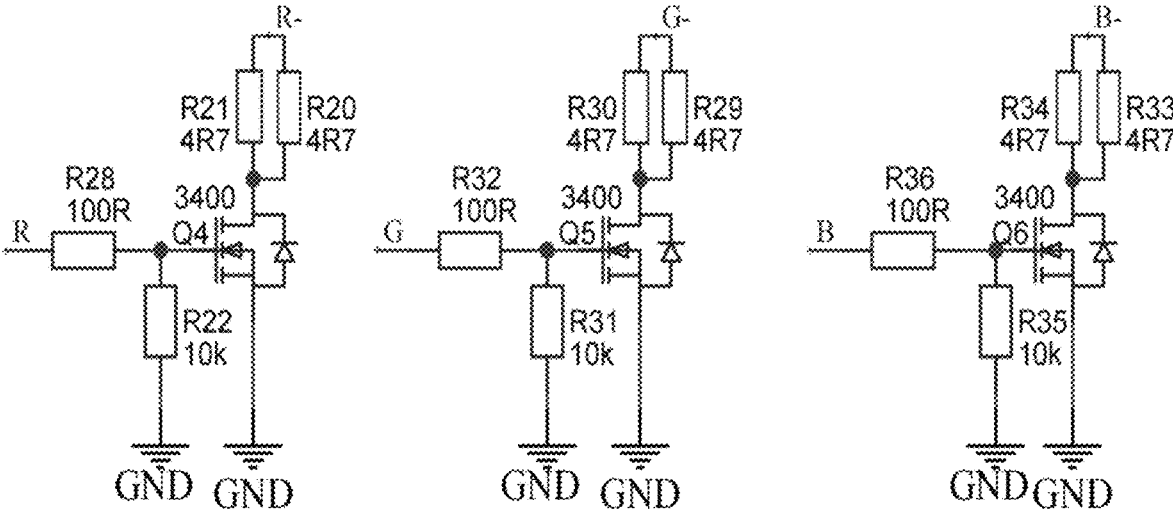 R-
R21
4R7
R20
4R7
R28
100R
3400
R
Q4
R22
10k
GND
GND
G-
R30
4R7
R29
4R7
R32
100R
3400
G
Q5
R31
10k
GND
GND
B-
R34
4R7
R33
4R7
R36
100R
3400
B
Q6
R35
10k
GND
GND